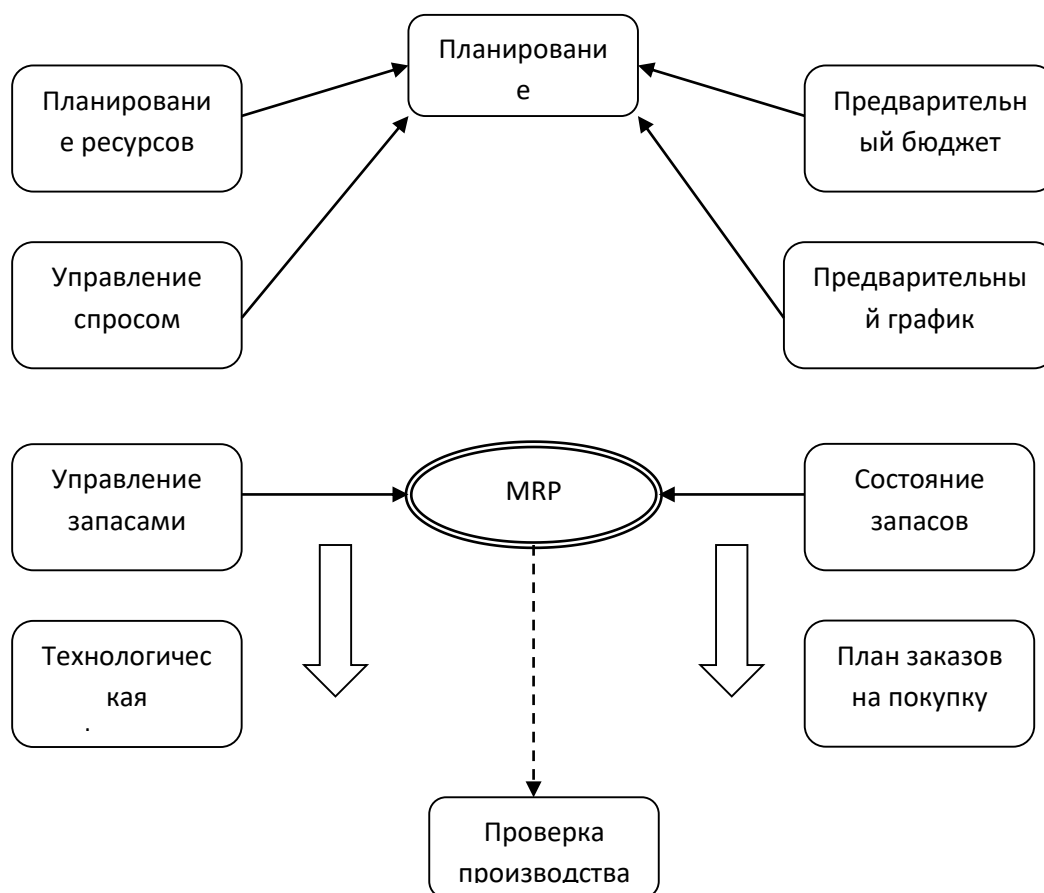 Планировани
е
Планировани
е ресурсов
Предварительн
ый бюджет
Управление
спросом
Предварительны
й график
Управление
запасами
MRP
Состояние
запасов
Технологичес
кая
План заказов
на покупку
Проверка
производства